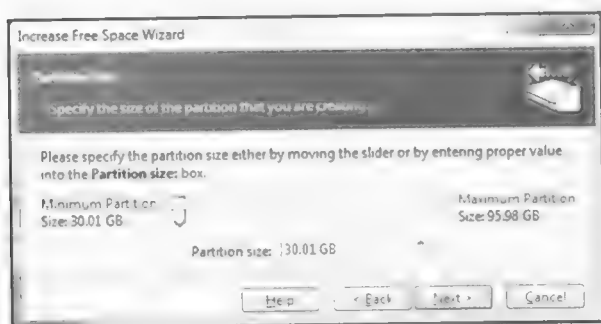 Increase Free Space Wizard
Specify the size of the partition that you are creating
Please specify the partition size either by moving the slider or by entering proper value
into the Partition size: box.
Minimum Partition
Size: 30.01 GB
Maximum Partition
Size: 95.98 GB
Partition size: 30.01 GB
Help
< Back
Next >
Cancel